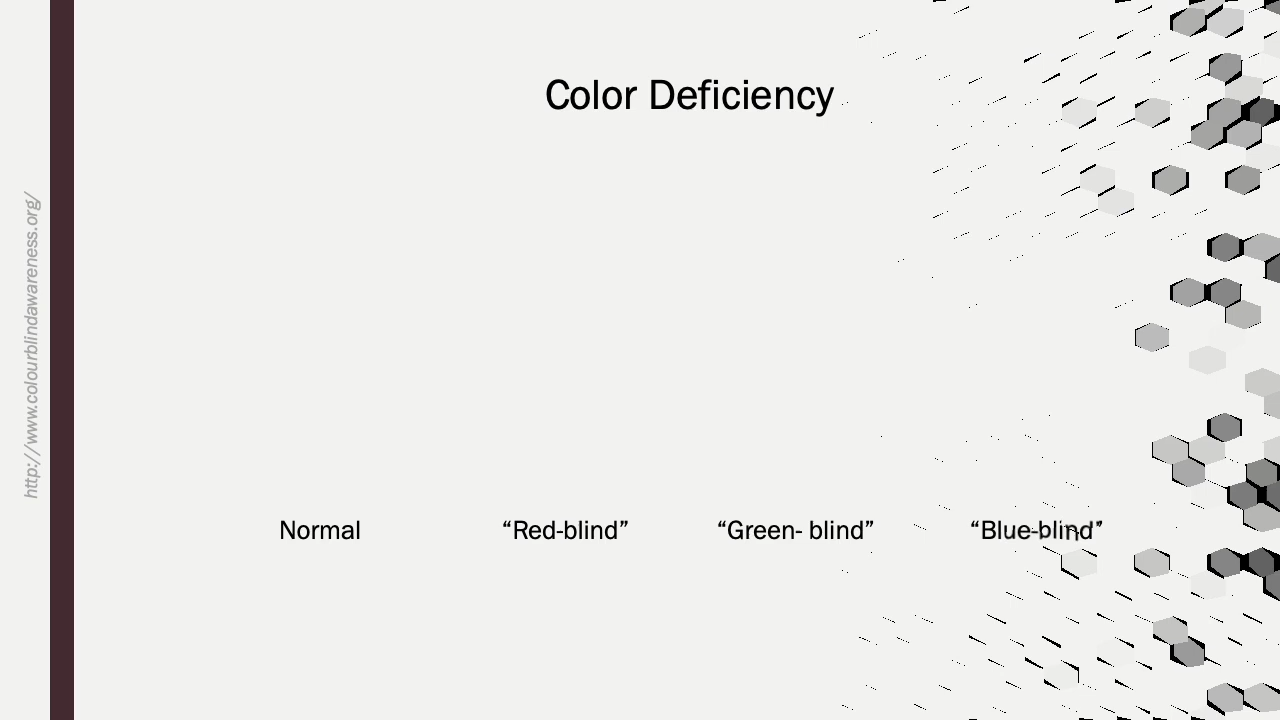 Color Deficiency
http://www.colourblindawareness.org/
Normal
“Red-blind”
“Green- blind”
“Blue-blind”